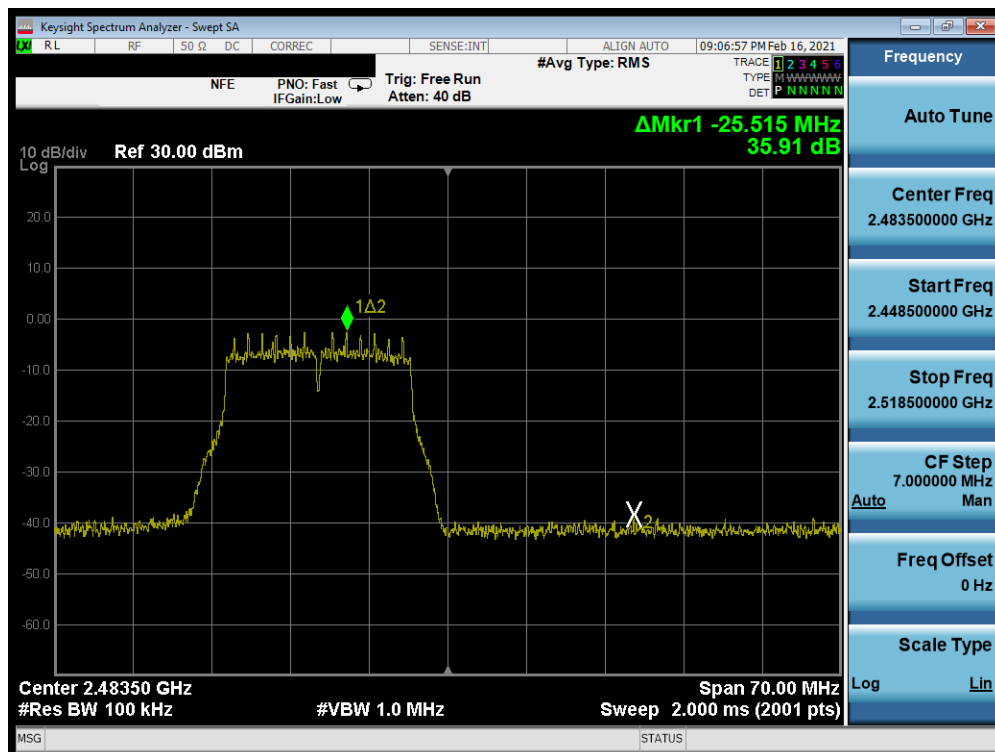 Keysight Spectrum Analyzer - Swept SA
LXI RL RF 50 Ω DC CORREC SENSE:INT ALIGN AUTO 09:06:57 PM Feb 16, 2021
NFE PNO: Fast IFGain:Low Trig: Free Run Atten: 40 dB #Avg Type: RMS
TRACE 1 2 3 4 5 6
TYPE M WWWWW
DET P N N N N N
ΔMkr1 -25.515 MHz
35.91 dB
10 dB/div Ref 30.00 dBm
Log
20.0
10.0
0.00
-10.0
-20.0
-30.0
-40.0
-50.0
-60.0
1Δ2
X2
Center 2.48350 GHz Span 70.00 MHz
#Res BW 100 kHz #VBW 1.0 MHz Sweep 2.000 ms (2001 pts)
MSG STATUS
Frequency
Auto Tune
Center Freq
2.483500000 GHz
Start Freq
2.448500000 GHz
Stop Freq
2.518500000 GHz
CF Step
7.000000 MHz
Auto Man
Freq Offset
0 Hz
Scale Type
Log Lin